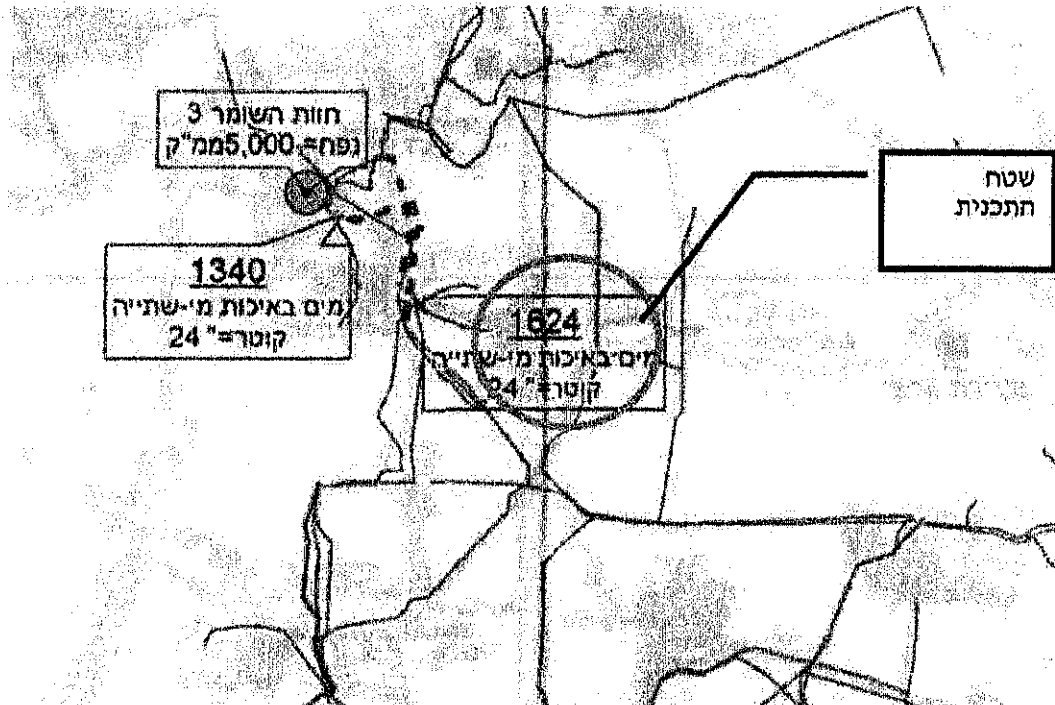 חוות השומר 3
נפח= 5,000ממ"ק
שטח
התכנית
1340
מים באיכות מי-שתייה
קוטר=" 24
1624
מים באיכות מי-שתייה
קוטר=" 24